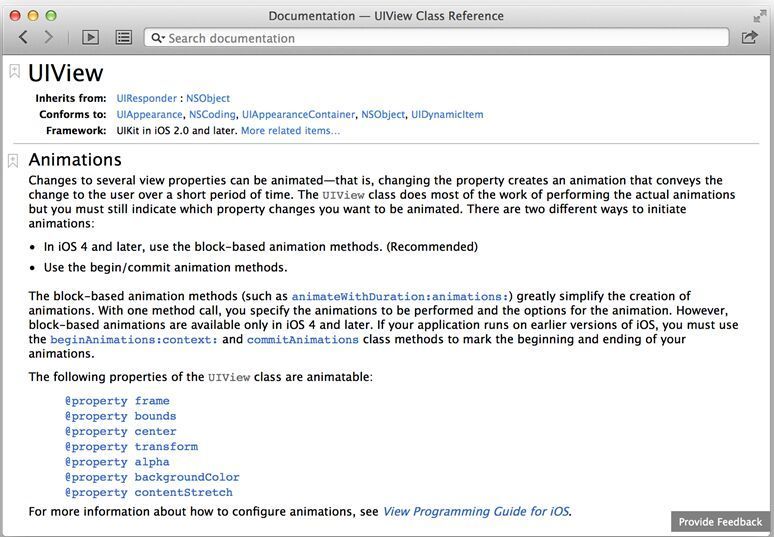 Documentation — UIView Class Reference
Search documentation
UIView
Inherits from: UIResponder : NSObject
Conforms to: UIAppearance, NSCoding, UIAppearanceContainer, NSObject, UIDynamicItem
Framework: UIKit in iOS 2.0 and later. More related items...
Animations
Changes to several view properties can be animated—that is, changing the property creates an animation that conveys the
change to the user over a short period of time. The UIView class does most of the work of performing the actual animations
but you must still indicate which property changes you want to be animated. There are two different ways to initiate
animations:
• In iOS 4 and later, use the block-based animation methods. (Recommended)
• Use the begin/commit animation methods.
The block-based animation methods (such as animateWithDuration:animations:) greatly simplify the creation of
animations. With one method call, you specify the animations to be performed and the options for the animation. However,
block-based animations are available only in iOS 4 and later. If your application runs on earlier versions of iOS, you must use
the beginAnimations:context: and commitAnimations class methods to mark the beginning and ending of your
animations.
The following properties of the UIView class are animatable:
@property frame
@property bounds
@property center
@property transform
@property alpha
@property backgroundColor
@property contentStretch
For more information about how to configure animations, see View Programming Guide for iOS.
Provide Feedback